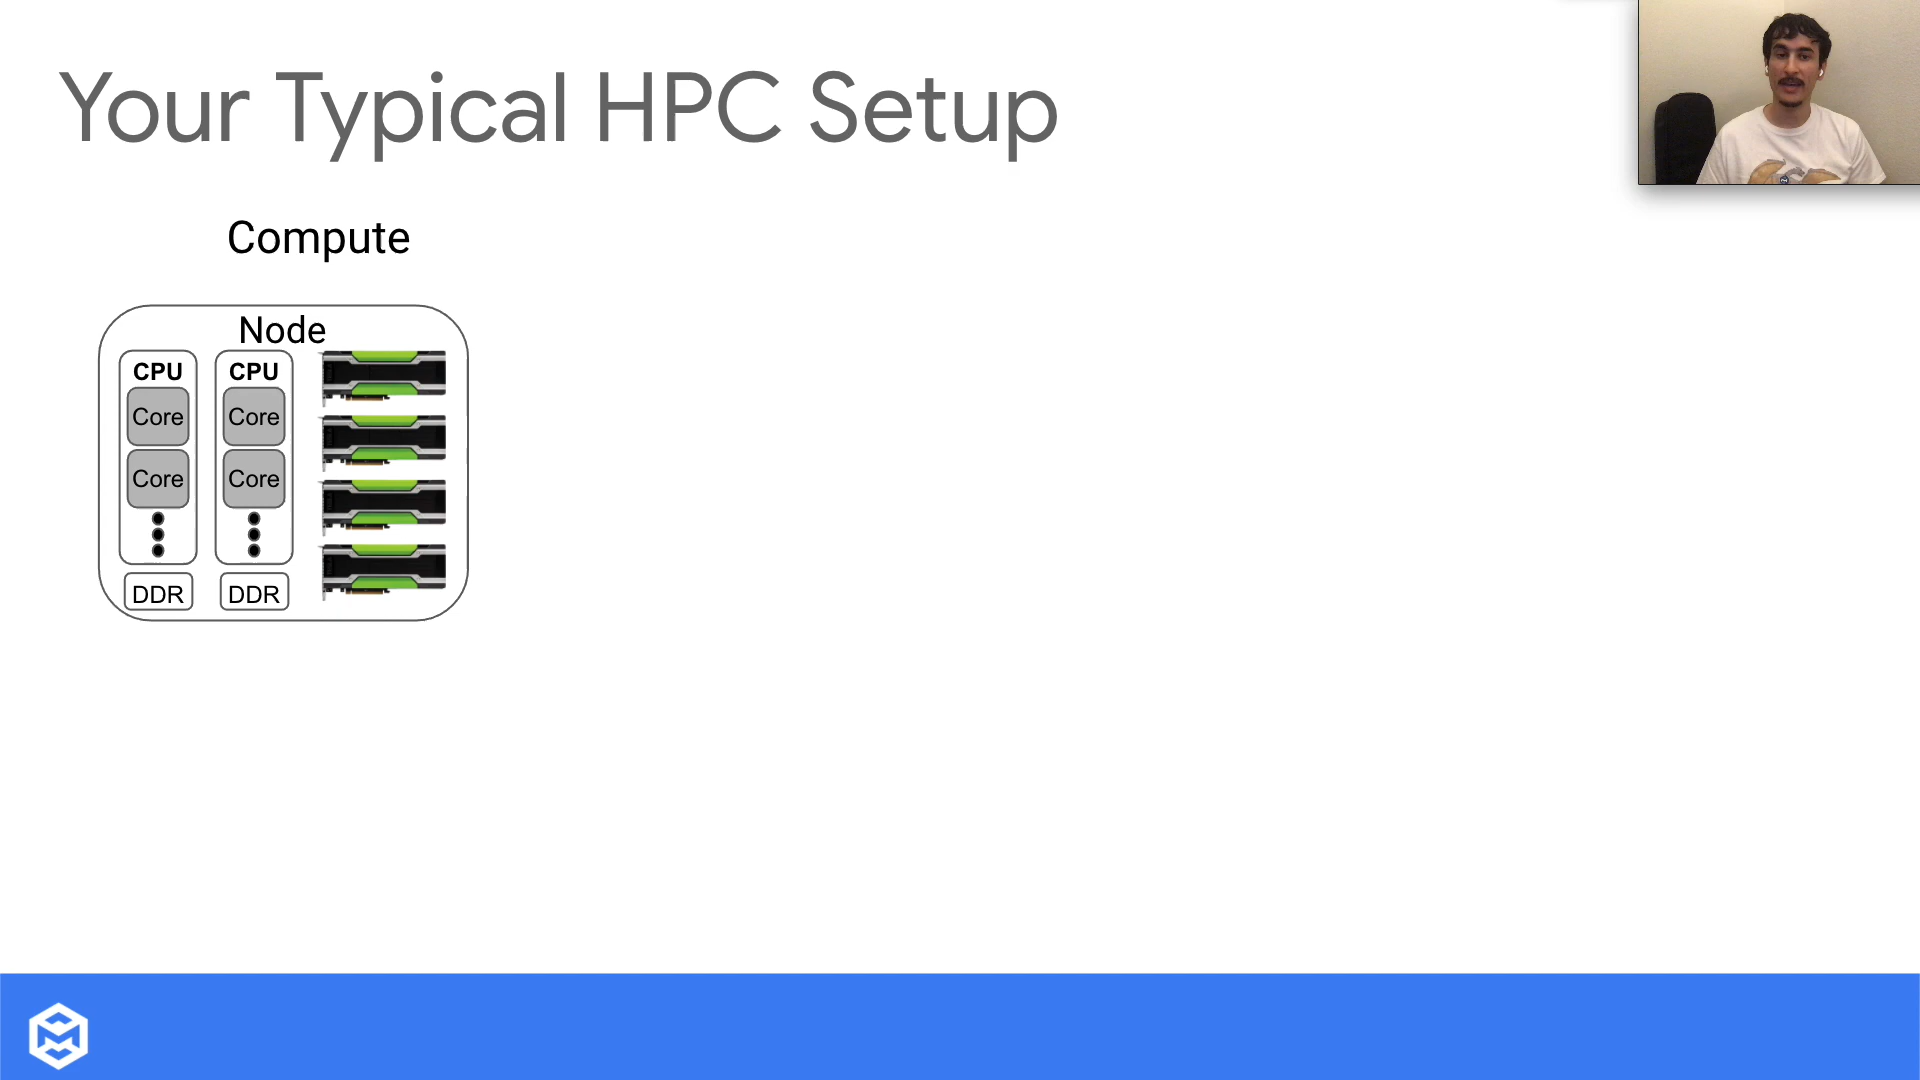 Your Typical HPC Setup
Compute
Node
CPU CPU
Core Core
Core Core
DDR DDR